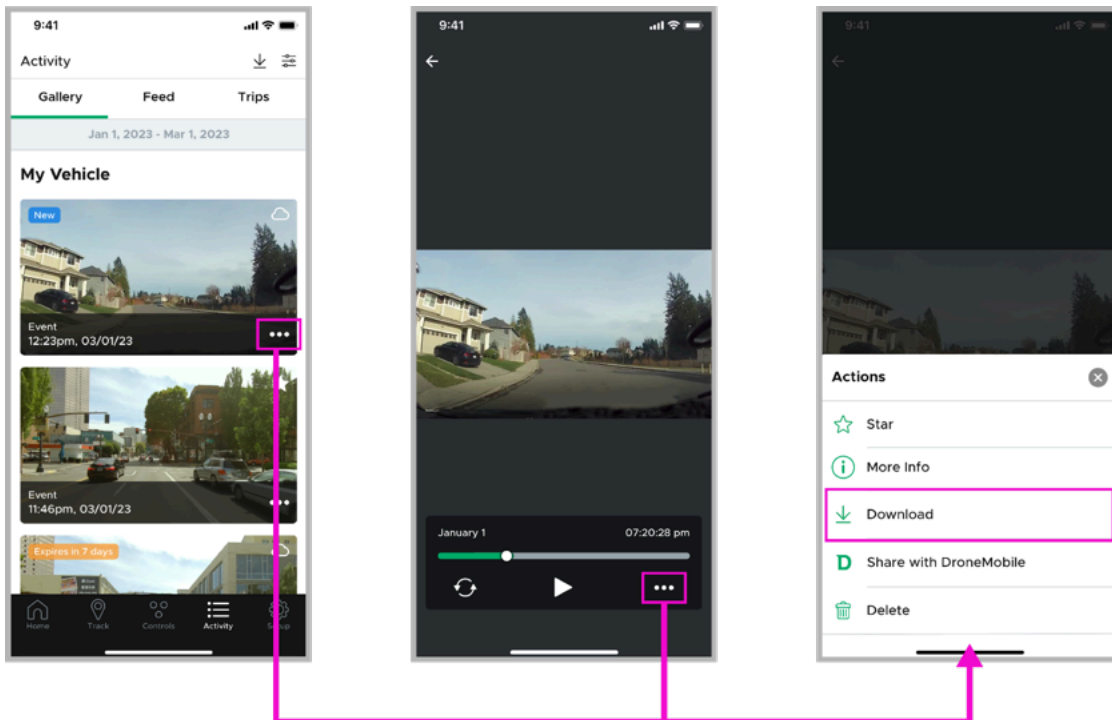 9:41
Activity
Gallery Feed Trips
Jan 1, 2023 - Mar 1, 2023
My Vehicle
New
Event
12:23pm, 03/01/23
Event
11:46pm, 03/01/23
Expires in 7 days
Home Track Controls Activity Setup
9:41
January 1 07:20:28 pm
9:41
Actions
Star
More Info
Download
D Share with DroneMobile
Delete